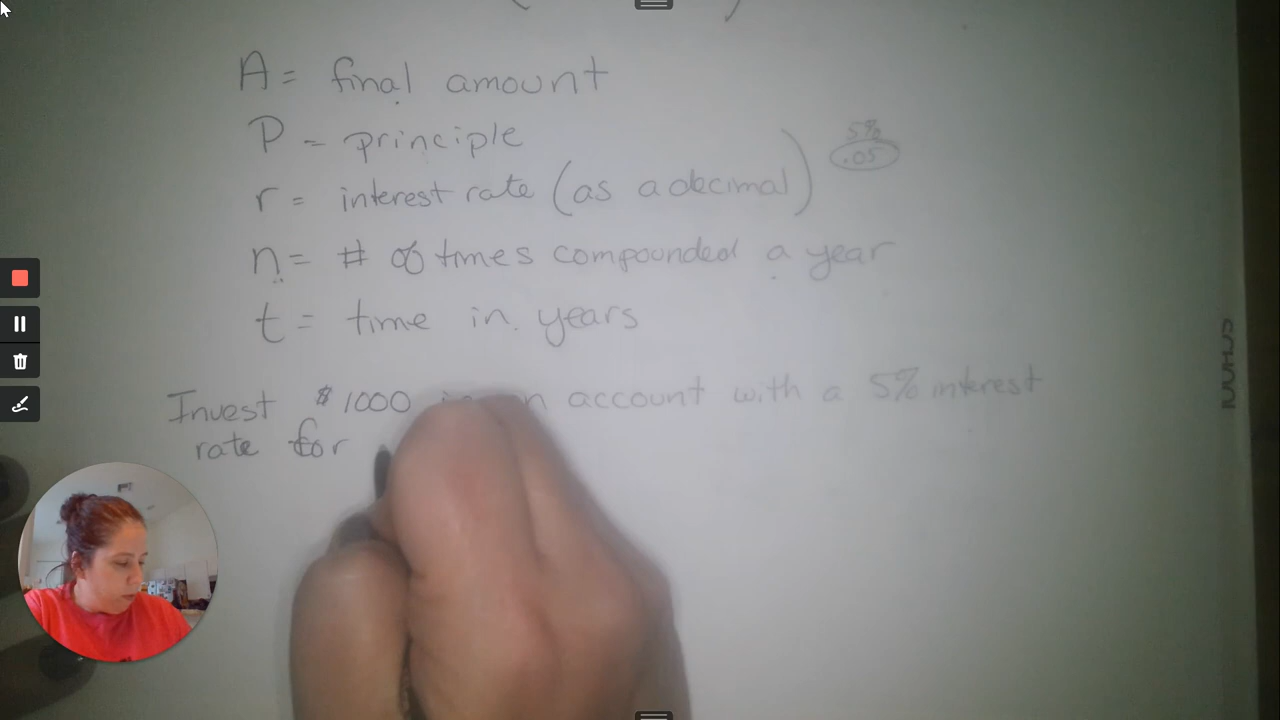 A = final amount
P = principle
5%
.05
r = interest rate (as a decimal)
n = # of times compounded a year
t = time in years
Invest $1000 account with a 5% interest
rate for